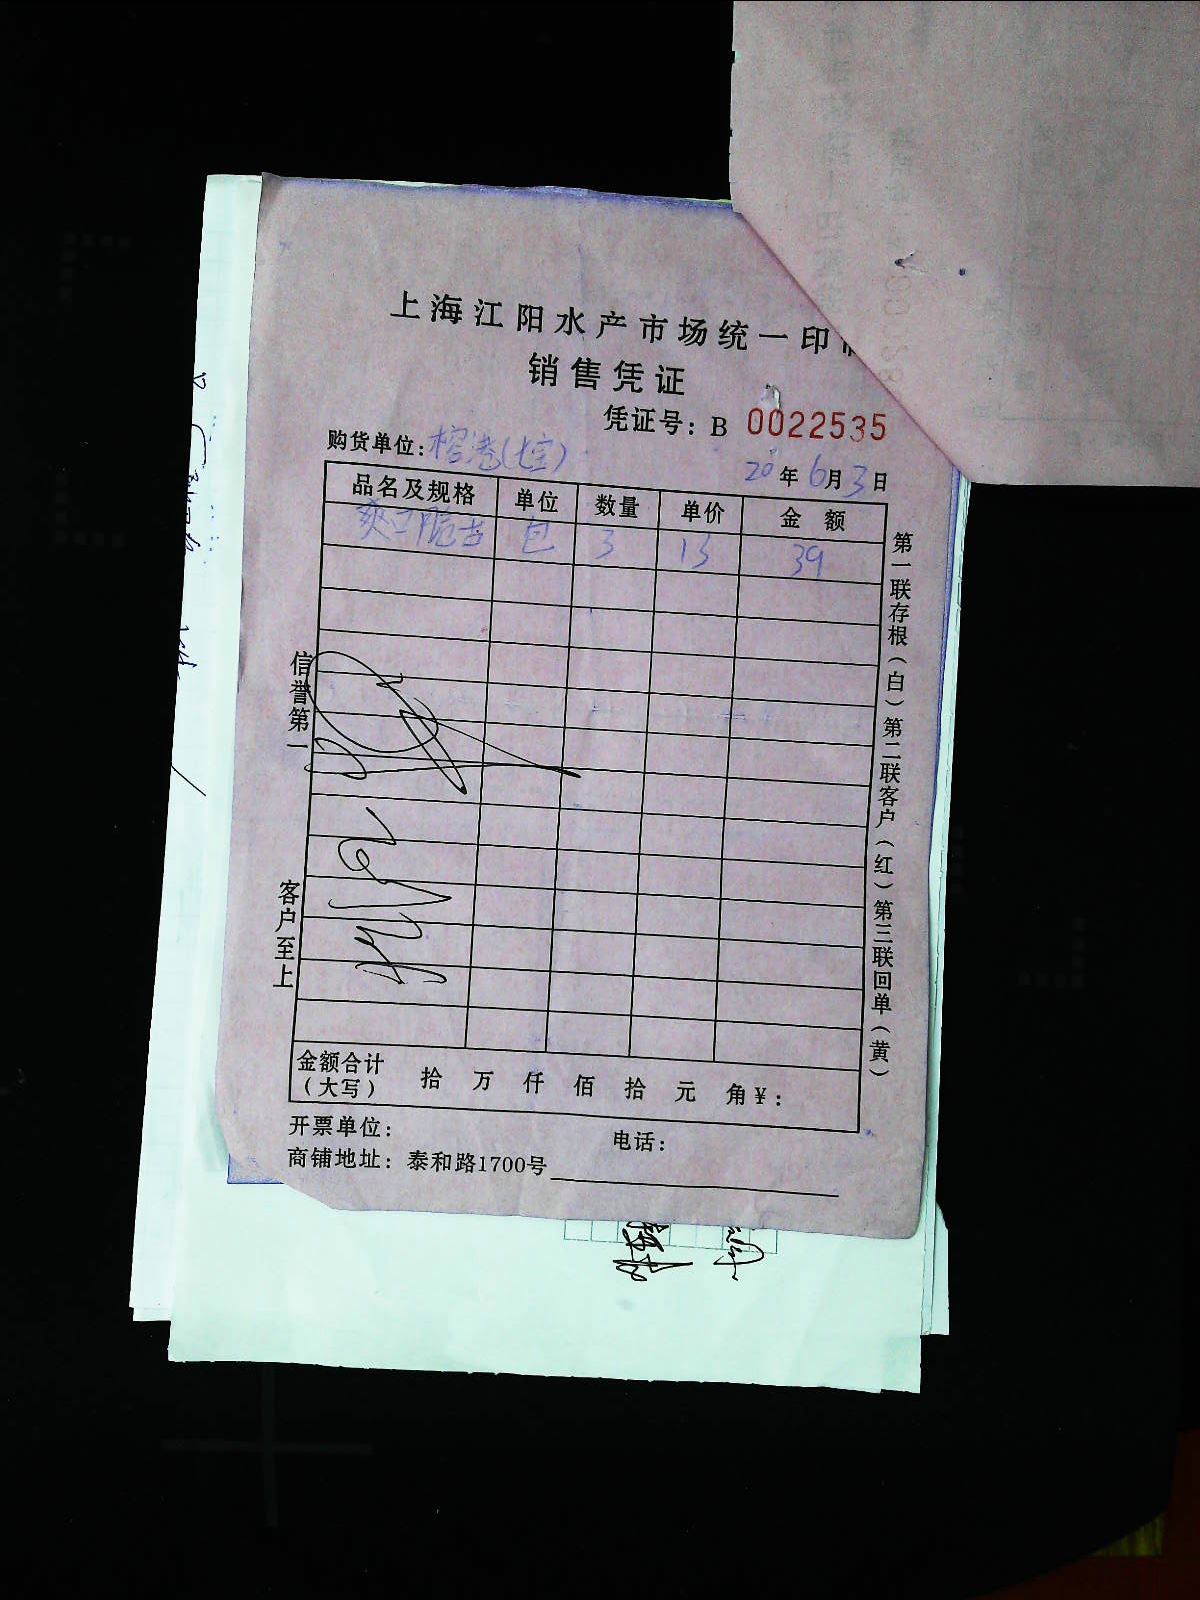 上海江阳水产市场统一印
销售凭证
凭证号：B 0022535
购货单位：榕港(七宝)
20年6月3日
品名及规格 单位 数量 单价 金额
包 3 13 39
信誉第一 客户至上
第一联存根（白）第二联客户（红）第三联回单（黄）
金额合计（大写） 拾 万 仟 佰 拾 元 角 ¥：
开票单位： 电话：
商铺地址：泰和路1700号